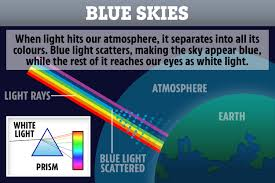 BLUE SKIES
When light hits our atmosphere, it separates into all its
colours. Blue light scatters, making the sky appear blue,
while the rest of it reaches our eyes as white light.
LIGHT RAYS
ATMOSPHERE
EARTH
WHITE
LIGHT
PRISM
BLUE LIGHT
SCATTERED